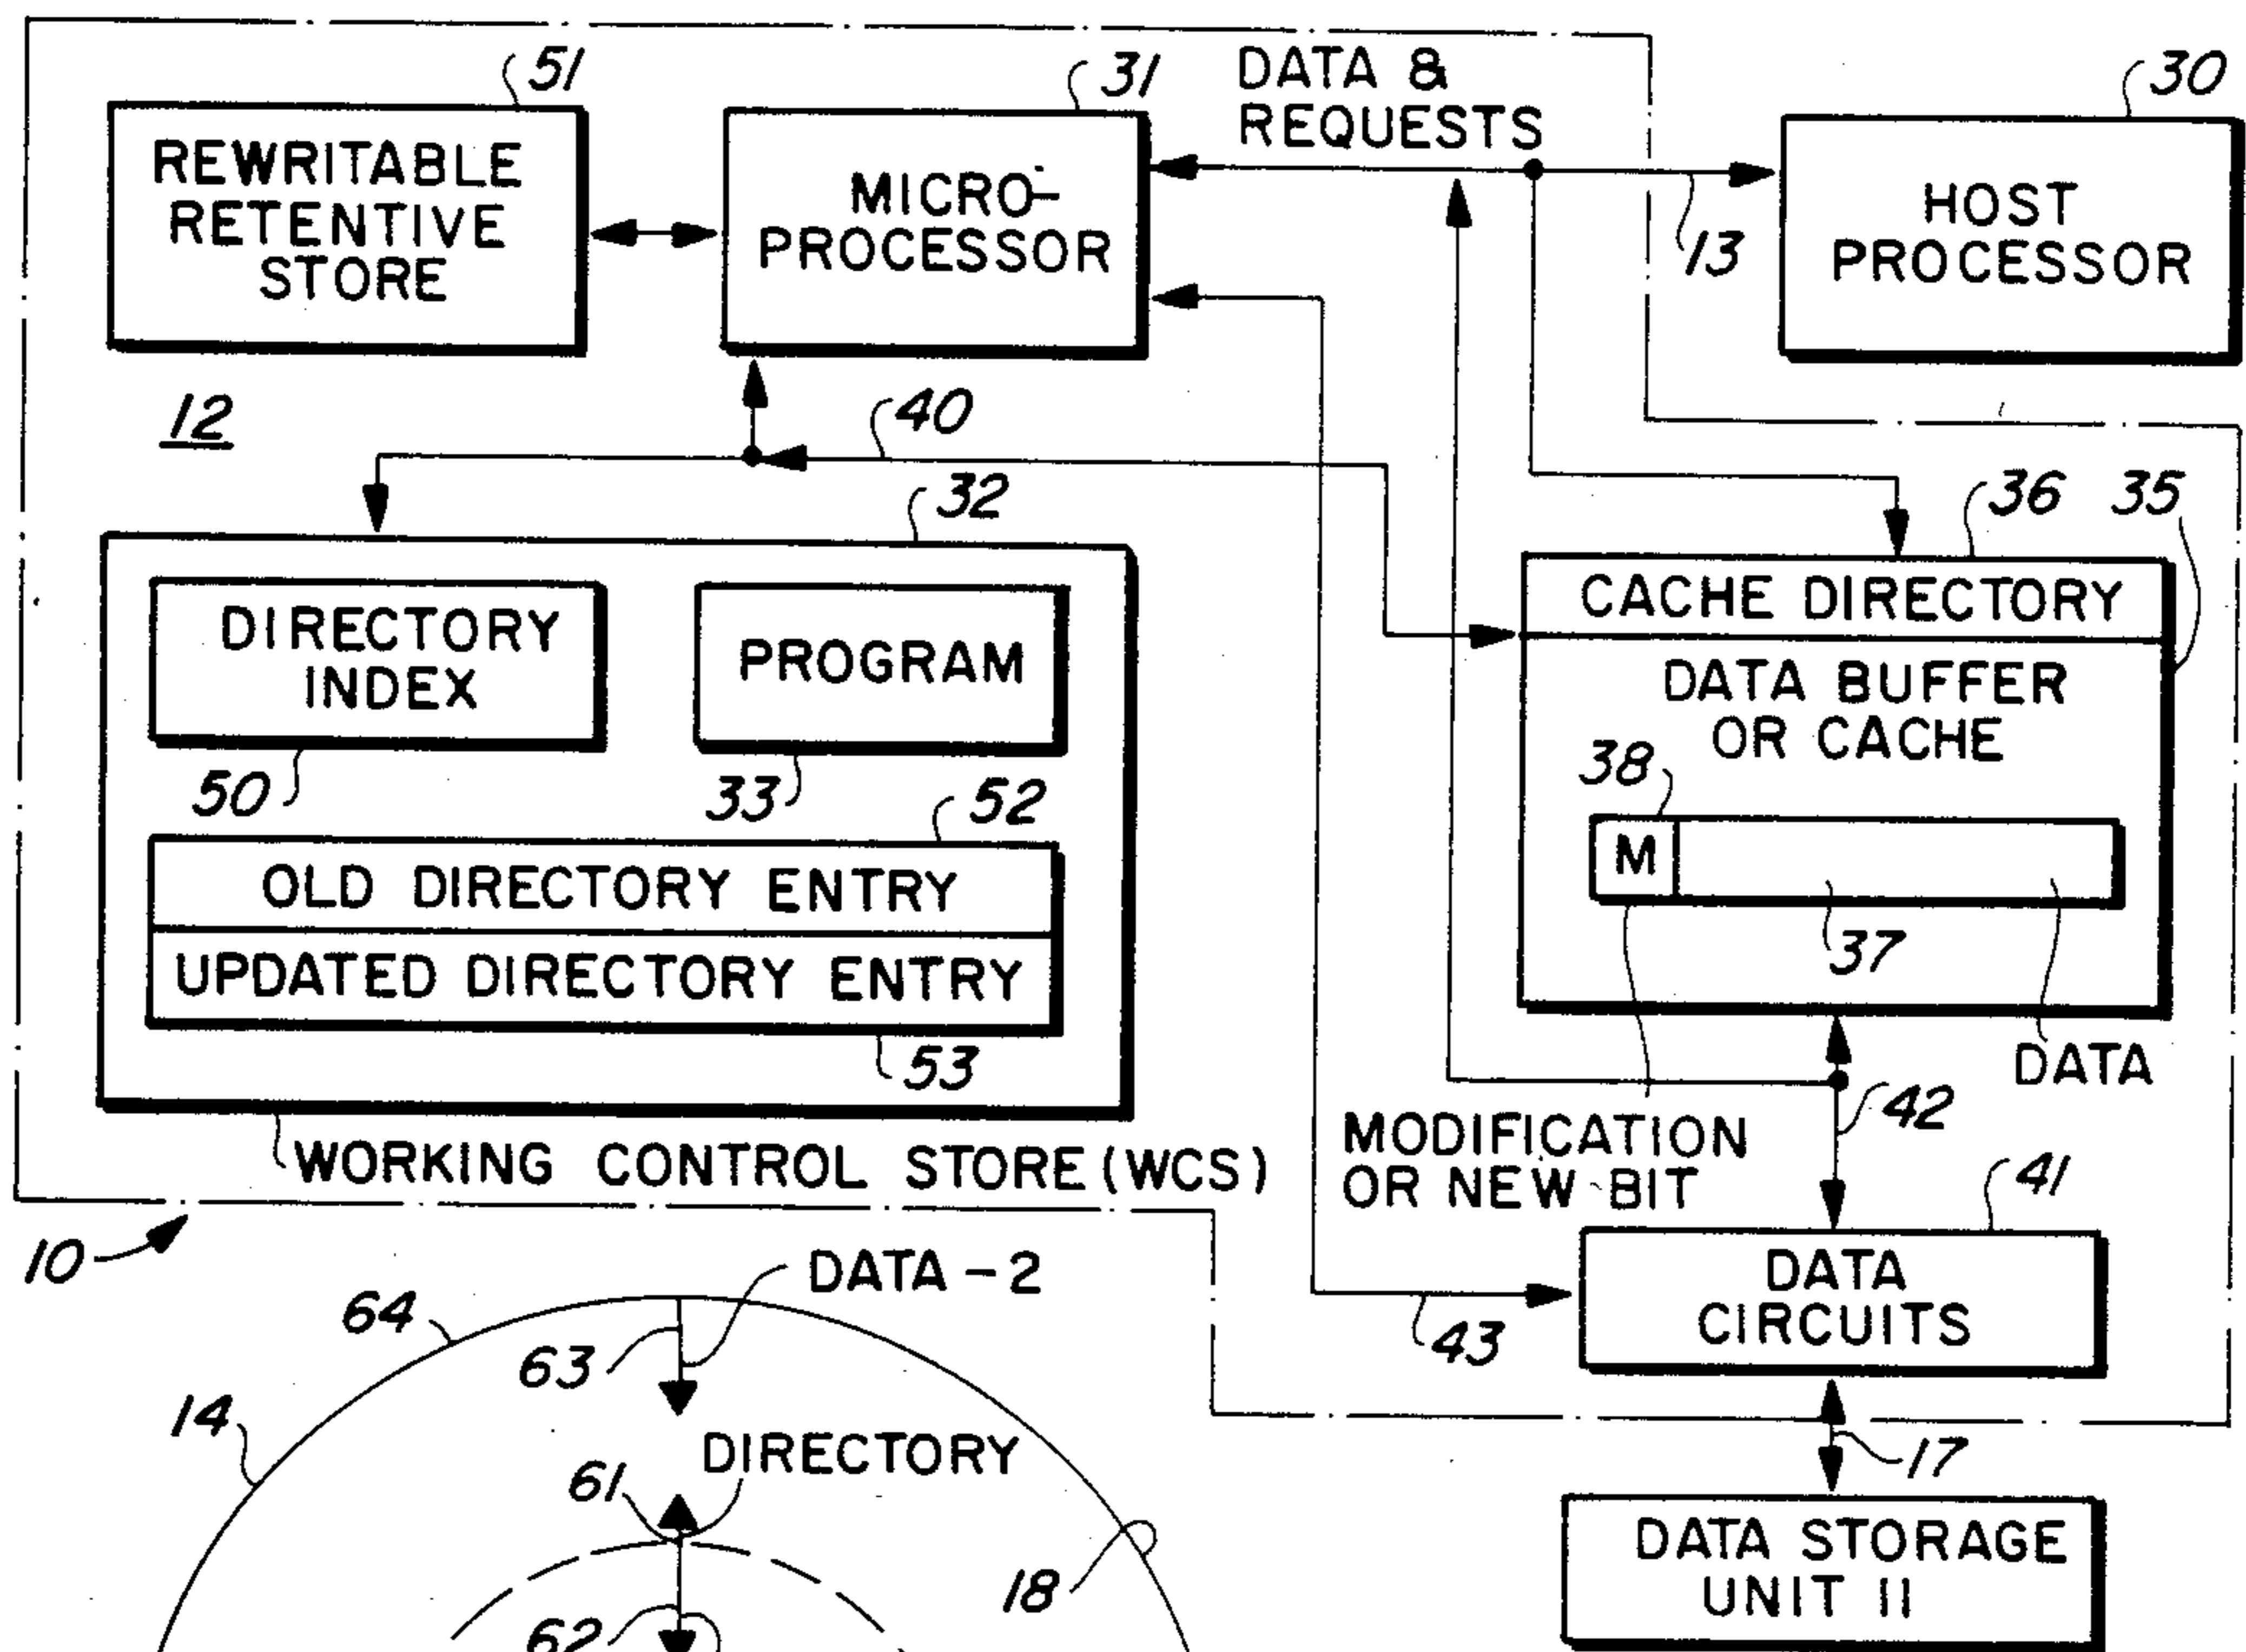 51
31
DATA &
REQUESTS
30
REWRITABLE
RETENTIVE
STORE
MICRO-
PROCESSOR
13
HOST
PROCESSOR
12
40
32
36
35
DIRECTORY
INDEX
PROGRAM
CACHE DIRECTORY
DATA BUFFER
OR CACHE
50
33
52
38
M
37
OLD DIRECTORY ENTRY
UPDATED DIRECTORY ENTRY
53
DATA
42
WORKING CONTROL STORE (WCS)
MODIFICATION
OR NEW BIT
41
10
DATA-2
DATA
CIRCUITS
64
63
43
14
DIRECTORY
61
17
18
DATA STORAGE
UNIT 11
62